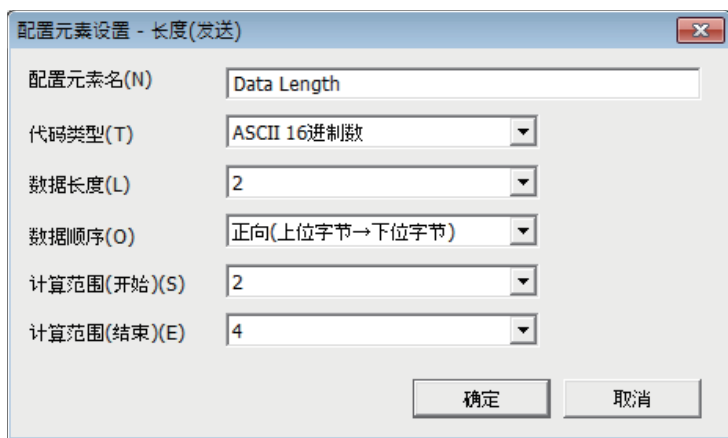 配置元素设置 - 长度(发送)
配置元素名(N) Data Length
代码类型(T) ASCII 16进制数
数据长度(L) 2
数据顺序(O) 正向(上位字节→下位字节)
计算范围(开始)(S) 2
计算范围(结束)(E) 4
确定 取消